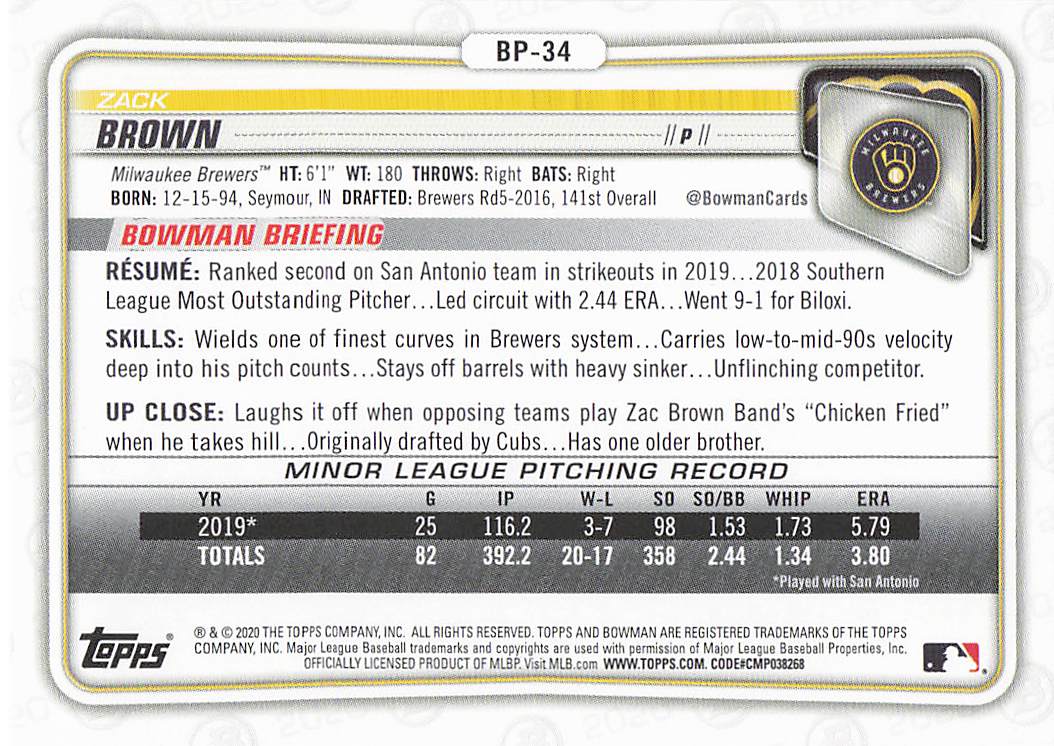 BP-34
ZACK
BROWN // P //
Milwaukee Brewers™ HT: 6'1" WT: 180 THROWS: Right BATS: Right
BORN: 12-15-94, Seymour, IN DRAFTED: Brewers Rd5-2016, 141st Overall @BowmanCards
MILWAUKEE BREWERS
BOWMAN BRIEFING
RÉSUMÉ: Ranked second on San Antonio team in strikeouts in 2019...2018 Southern
League Most Outstanding Pitcher...Led circuit with 2.44 ERA...Went 9-1 for Biloxi.
SKILLS: Wields one of finest curves in Brewers system...Carries low-to-mid-90s velocity
deep into his pitch counts...Stays off barrels with heavy sinker...Unflinching competitor.
UP CLOSE: Laughs it off when opposing teams play Zac Brown Band's "Chicken Fried"
when he takes hill...Originally drafted by Cubs...Has one older brother.
MINOR LEAGUE PITCHING RECORD
YR G IP W-L SO SO/BB WHIP ERA
2019* 25 116.2 3-7 98 1.53 1.73 5.79
TOTALS 82 392.2 20-17 358 2.44 1.34 3.80
*Played with San Antonio
topps®
® & © 2020 THE TOPPS COMPANY, INC. ALL RIGHTS RESERVED. TOPPS AND BOWMAN ARE REGISTERED TRADEMARKS OF THE TOPPS
COMPANY, INC. Major League Baseball trademarks and copyrights are used with permission of Major League Baseball Properties, Inc.
OFFICIALLY LICENSED PRODUCT OF MLBP. Visit MLB.com WWW.TOPPS.COM. CODE#CMP038268